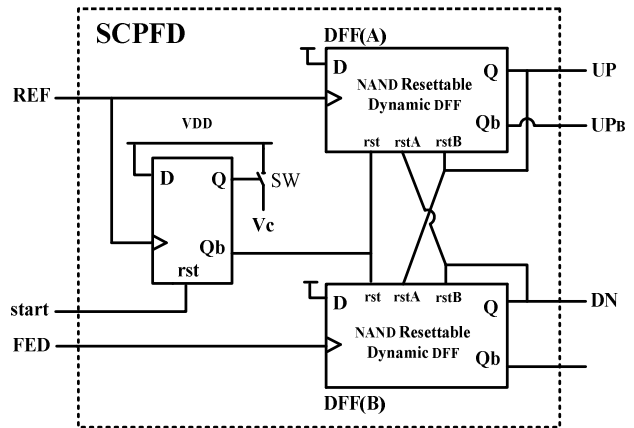 SCPFD
DFF(A)
D
NAND Resettable
Dynamic DFF
Q
Qb
rst rstA rstB
UP
UPB
REF
VDD
D
Q
SW
Vc
Qb
rst
start
FED
rst rstA rstB
D
Q
NAND Resettable
Dynamic DFF
Qb
DN
DFF(B)